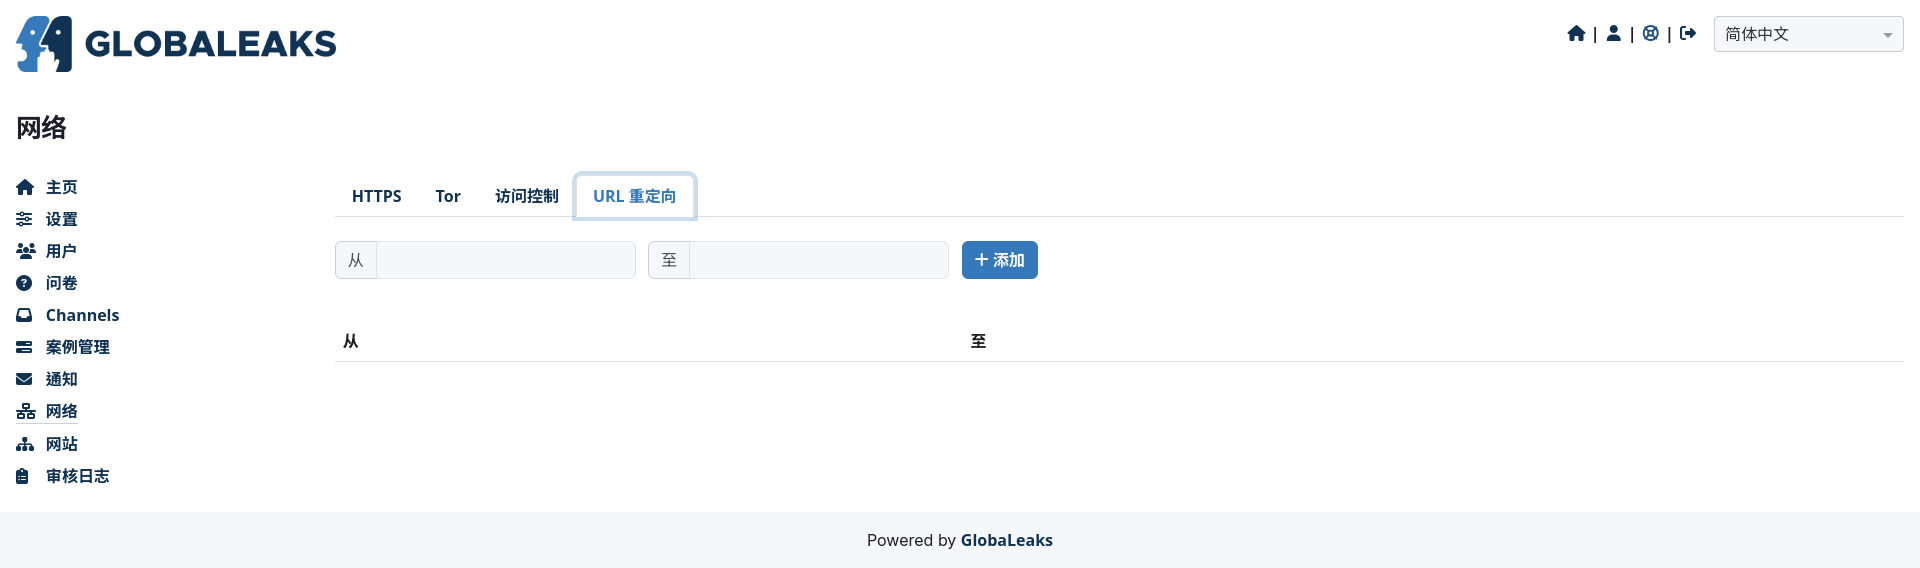 GLOBALEAKS
| | |
简体中文
网络
主页
设置
用户
问卷
Channels
案例管理
通知
网络
网站
审核日志
HTTPS Tor 访问控制 URL 重定向
从 至 添加
从 至
Powered by GlobaLeaks